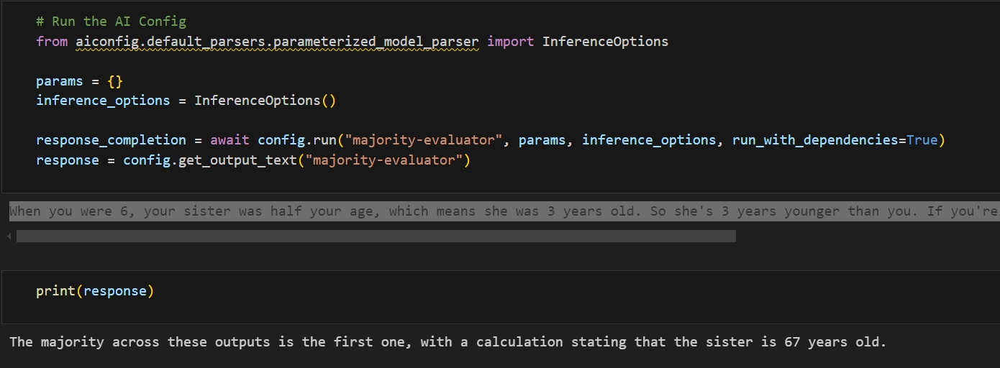 # Run the AI Config
from aiconfig.default_parsers.parameterized_model_parser import InferenceOptions
params = {}
inference_options = InferenceOptions()
response_completion = await config.run("majority-evaluator", params, inference_options, run_with_dependencies=True)
response = config.get_output_text("majority-evaluator")
When you were 6, your sister was half your age, which means she was 3 years old. So she's 3 years younger than you. If you're
print(response)
The majority across these outputs is the first one, with a calculation stating that the sister is 67 years old.